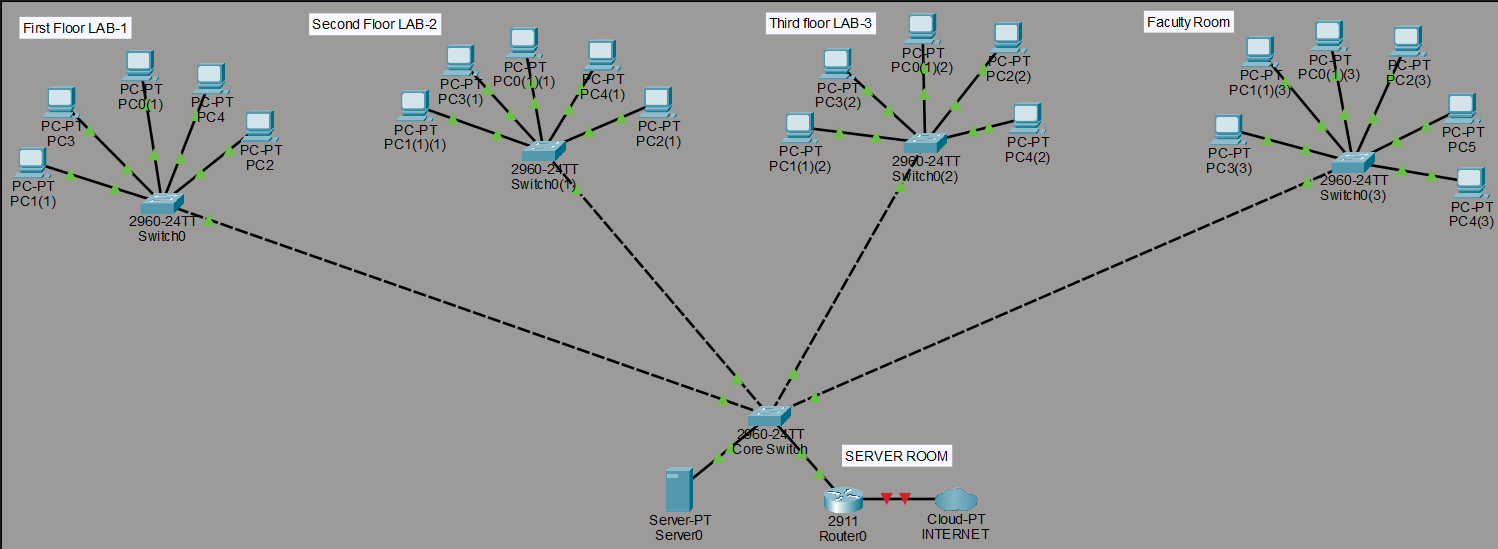 First Floor LAB-1
Second Floor LAB-2
Third floor LAB-3
Faculty Room
PC-PT
PC1(1)
PC-PT
PC3
PC-PT
PC0(1)
PC-PT
PC4
PC-PT
PC2
2960-24TT
Switch0
PC-PT
PC1(1)(1)
PC-PT
PC3(1)
PC-PT
PC0(1)(1)
PC-PT
PC4(1)
PC-PT
PC2(1)
2960-24TT
Switch0(1)
PC-PT
PC1(1)(2)
PC-PT
PC3(2)
PC-PT
PC0(1)(2)
PC-PT
PC2(2)
PC-PT
PC4(2)
2960-24TT
Switch0(2)
PC-PT
PC3(3)
PC-PT
PC1(1)(3)
PC-PT
PC0(1)(3)
PC-PT
PC2(3)
PC-PT
PC5
PC-PT
PC4(3)
2960-24TT
Switch0(3)
2960-24TT
Core Switch
SERVER ROOM
Server-PT
Server0
2911
Router0
Cloud-PT
INTERNET